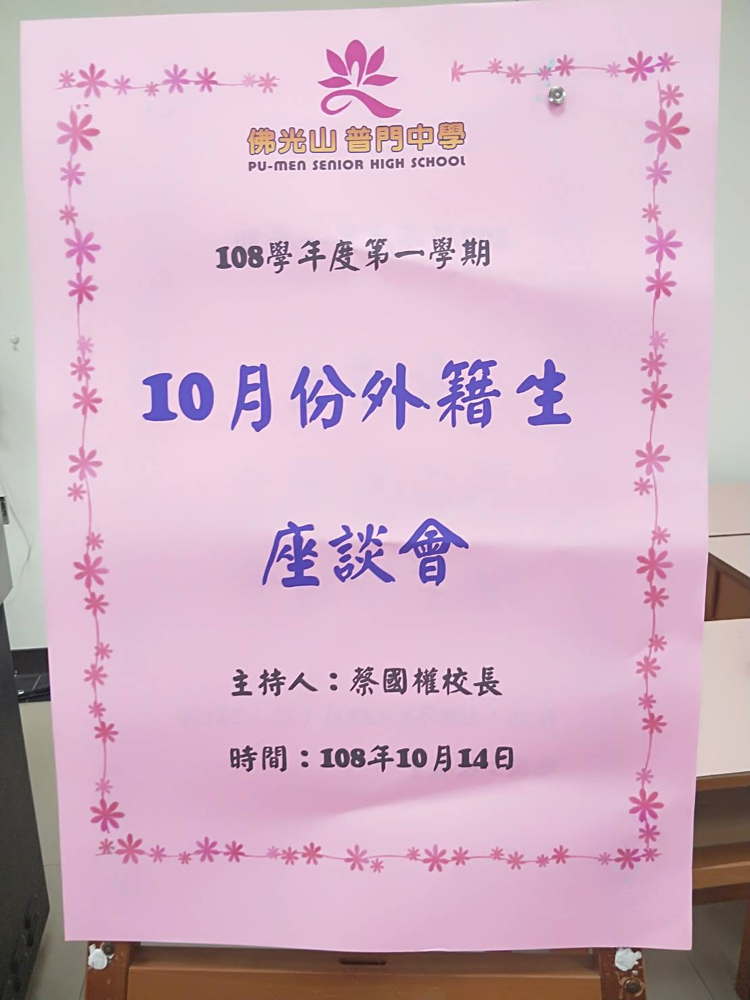 佛光山 普門中學
PU-MEN SENIOR HIGH SCHOOL
108學年度第一學期
10月份外籍生
座談會
主持人：蔡國權校長
時間：108年10月14日